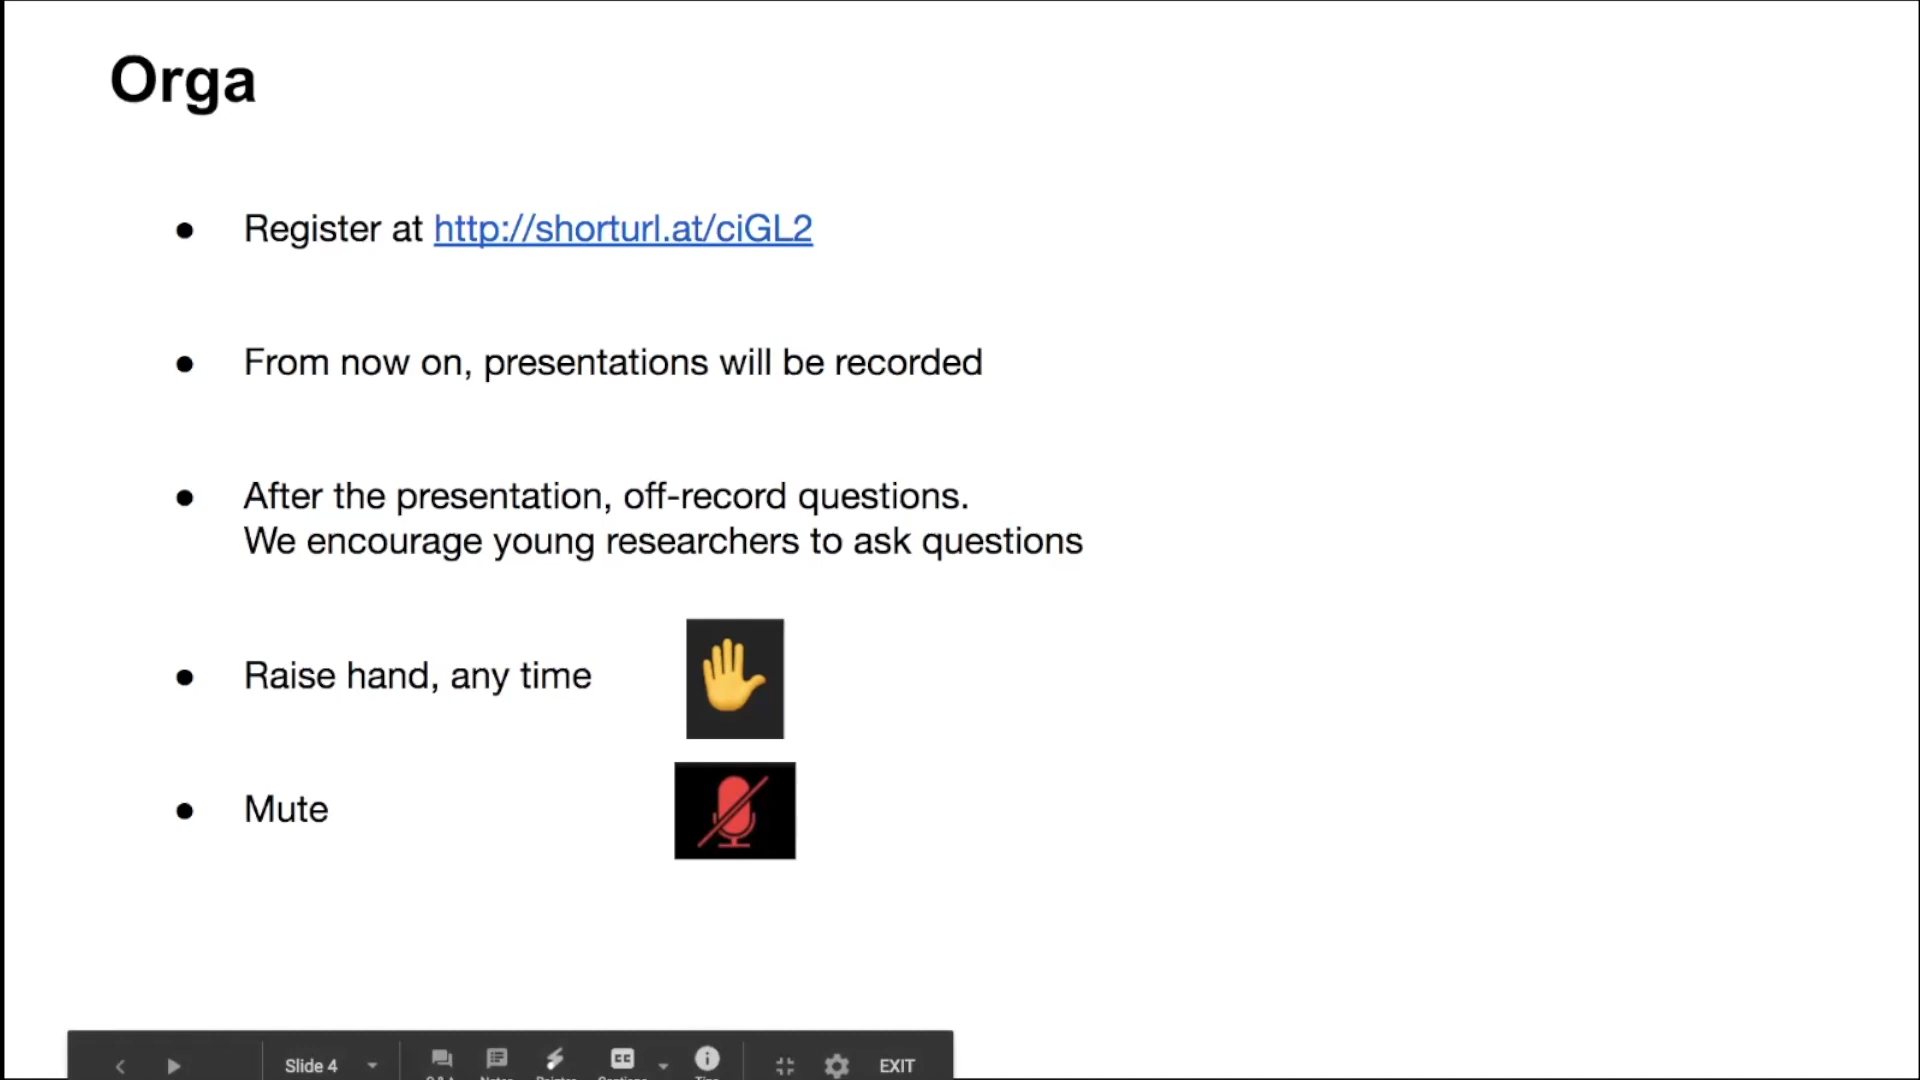 Orga
● Register at http://shorturl.at/ciGL2
● From now on, presentations will be recorded
● After the presentation, off-record questions.
We encourage young researchers to ask questions
● Raise hand, any time
● Mute
Slide 4
CC
EXIT